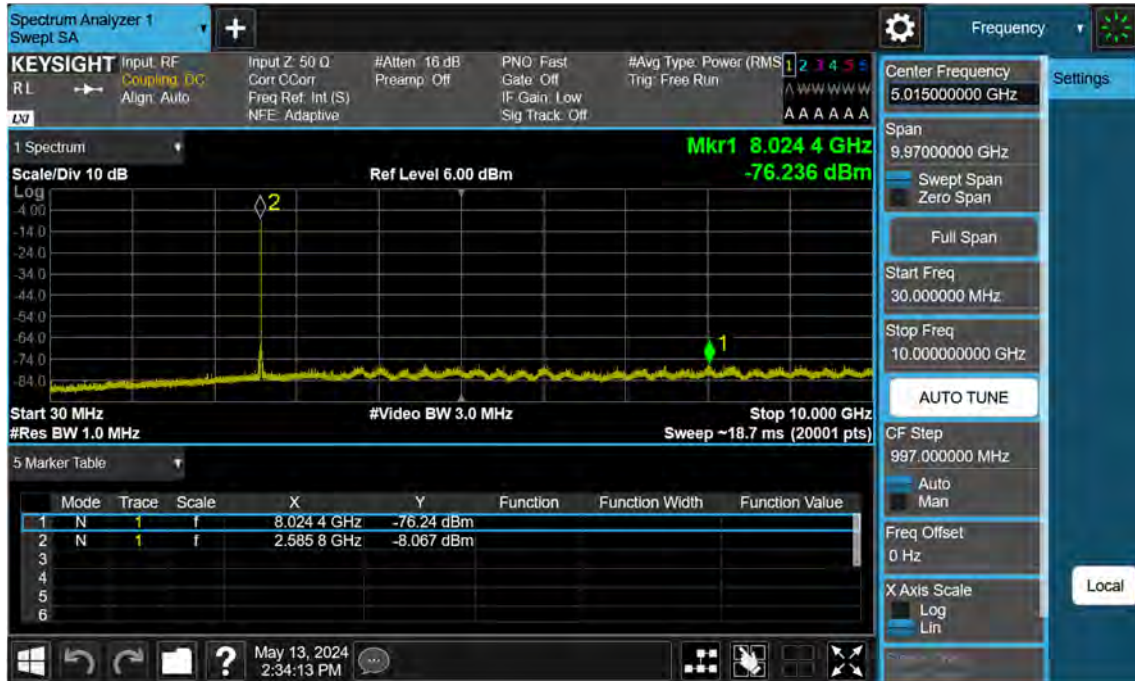 Spectrum Analyzer 1
Swept SA
+
Frequency
KEYSIGHT
RL
LXI
Input: RF
Coupling: DC
Align: Auto
Input Z: 50 Ω
Corr CCorr
Freq Ref: Int (S)
NFE: Adaptive
#Atten: 16 dB
Preamp: Off
PNO: Fast
Gate: Off
IF Gain: Low
Sig Track: Off
#Avg Type: Power (RMS
Trig: Free Run
1 2 3 4 5 6
A W W W W W
A A A A A A
1 Spectrum
Scale/Div 10 dB
Ref Level 6.00 dBm
Mkr1 8.024 4 GHz
-76.236 dBm
Log
-4.00
-14.0
-24.0
-34.0
-44.0
-54.0
-64.0
-74.0
-84.0
2
1
Start 30 MHz
#Video BW 3.0 MHz
Stop 10.000 GHz
#Res BW 1.0 MHz
Sweep ~18.7 ms (20001 pts)
5 Marker Table
Mode Trace Scale X Y Function Function Width Function Value
1 N 1 f 8.024 4 GHz -76.24 dBm
2 N 1 f 2.585 8 GHz -8.067 dBm
3
4
5
6
?
May 13, 2024
2:34:13 PM
Center Frequency
5.015000000 GHz
Settings
Span
9.97000000 GHz
Swept Span
Zero Span
Full Span
Start Freq
30.000000 MHz
Stop Freq
10.000000000 GHz
AUTO TUNE
CF Step
997.000000 MHz
Auto
Man
Freq Offset
0 Hz
X Axis Scale
Log
Lin
Local